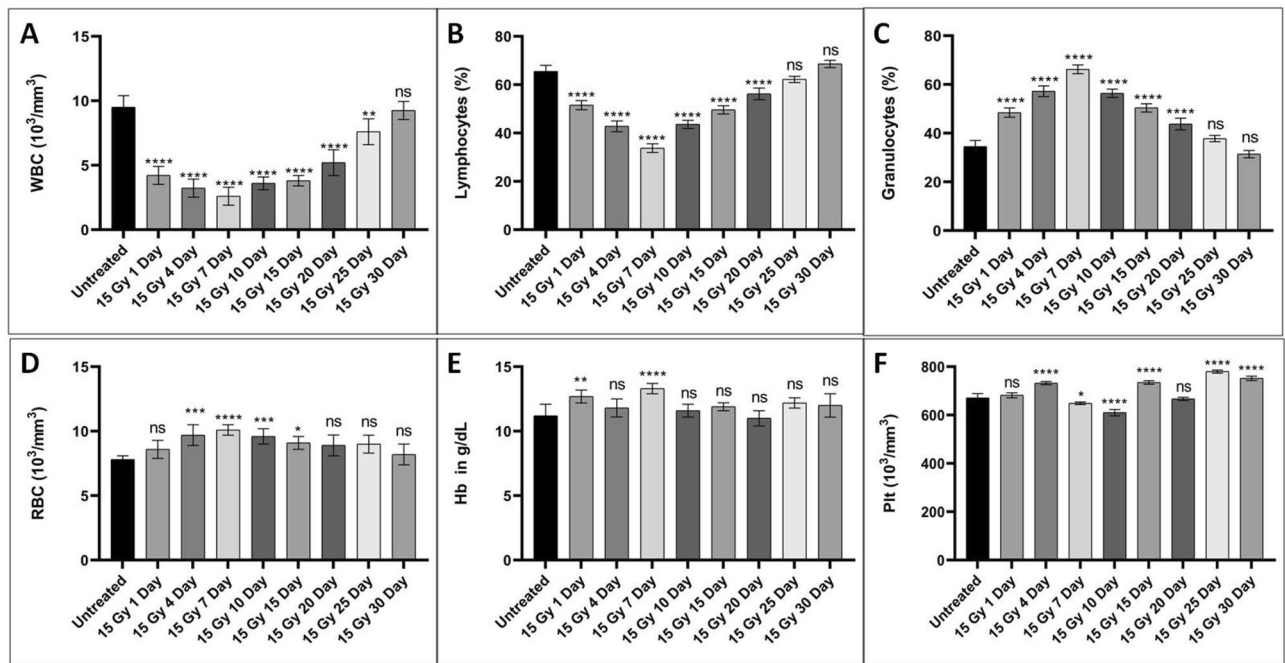 A
WBC (10³/mm³)
15
10
5
0
****
****
****
****
****
****
**
ns
Untreated
15 Gy 1 Day
15 Gy 4 Day
15 Gy 7 Day
15 Gy 10 Day
15 Gy 15 Day
15 Gy 20 Day
15 Gy 25 Day
15 Gy 30 Day
B
Lymphocytes (%)
80
60
40
20
0
****
****
****
****
****
****
ns
ns
Untreated
15 Gy 1 Day
15 Gy 4 Day
15 Gy 7 Day
15 Gy 10 Day
15 Gy 15 Day
15 Gy 20 Day
15 Gy 25 Day
15 Gy 30 Day
C
Granulocytes (%)
80
60
40
20
0
****
****
****
****
****
****
ns
ns
Untreated
15 Gy 1 Day
15 Gy 4 Day
15 Gy 7 Day
15 Gy 10 Day
15 Gy 15 Day
15 Gy 20 Day
15 Gy 25 Day
15 Gy 30 Day
D
RBC (10³/mm³)
15
10
5
0
ns
***
****
***
*
ns
ns
ns
Untreated
15 Gy 1 Day
15 Gy 4 Day
15 Gy 7 Day
15 Gy 10 Day
15 Gy 15 Day
15 Gy 20 Day
15 Gy 25 Day
15 Gy 30 Day
E
Hb in g/dL
15
10
5
0
**
ns
****
ns
ns
ns
ns
ns
Untreated
15 Gy 1 Day
15 Gy 4 Day
15 Gy 7 Day
15 Gy 10 Day
15 Gy 15 Day
15 Gy 20 Day
15 Gy 25 Day
15 Gy 30 Day
F
Plt (10³/mm³)
800
600
400
200
0
ns
****
*
****
****
ns
****
****
Untreated
15 Gy 1 Day
15 Gy 4 Day
15 Gy 7 Day
15 Gy 10 Day
15 Gy 15 Day
15 Gy 20 Day
15 Gy 25 Day
15 Gy 30 Day